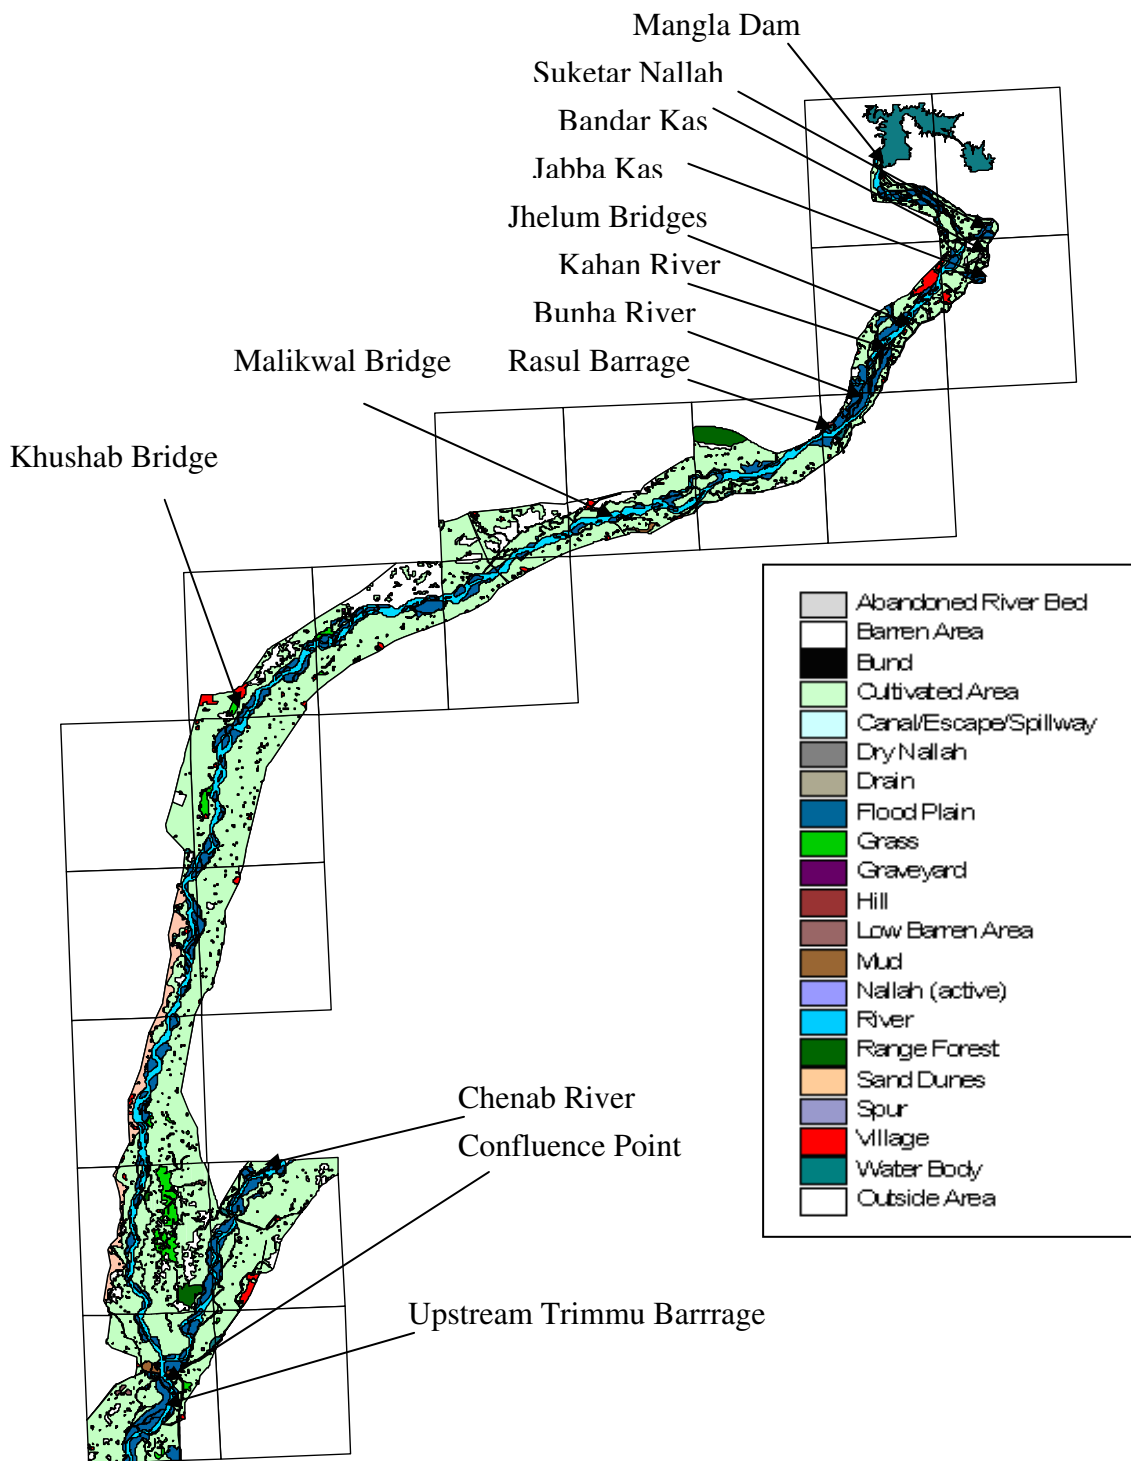 Mangla Dam
Suketar Nallah
Bandar Kas
Jabba Kas
Jhelum Bridges
Kahan River
Bunha River
Malikwal Bridge
Rasul Barrage
Khushab Bridge
Abandoned River Bed
Barren Area
Bund
Cultivated Area
Canal/Escape/Spillway
Dry Nallah
Drain
Flood Plain
Grass
Graveyard
Hill
Low Barren Area
Mud
Nallah (active)
River
Range Forest
Sand Dunes
Spur
Village
Water Body
Outside Area
Chenab River
Confluence Point
Upstream Trimmu Barrrage